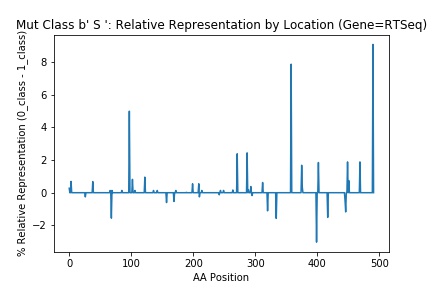 Mut Class b' S ': Relative Representation by Location (Gene=RTSeq)
% Relative Representation (0_class - 1_class)
8
6
4
2
0
−2
0 100 200 300 400 500
AA Position